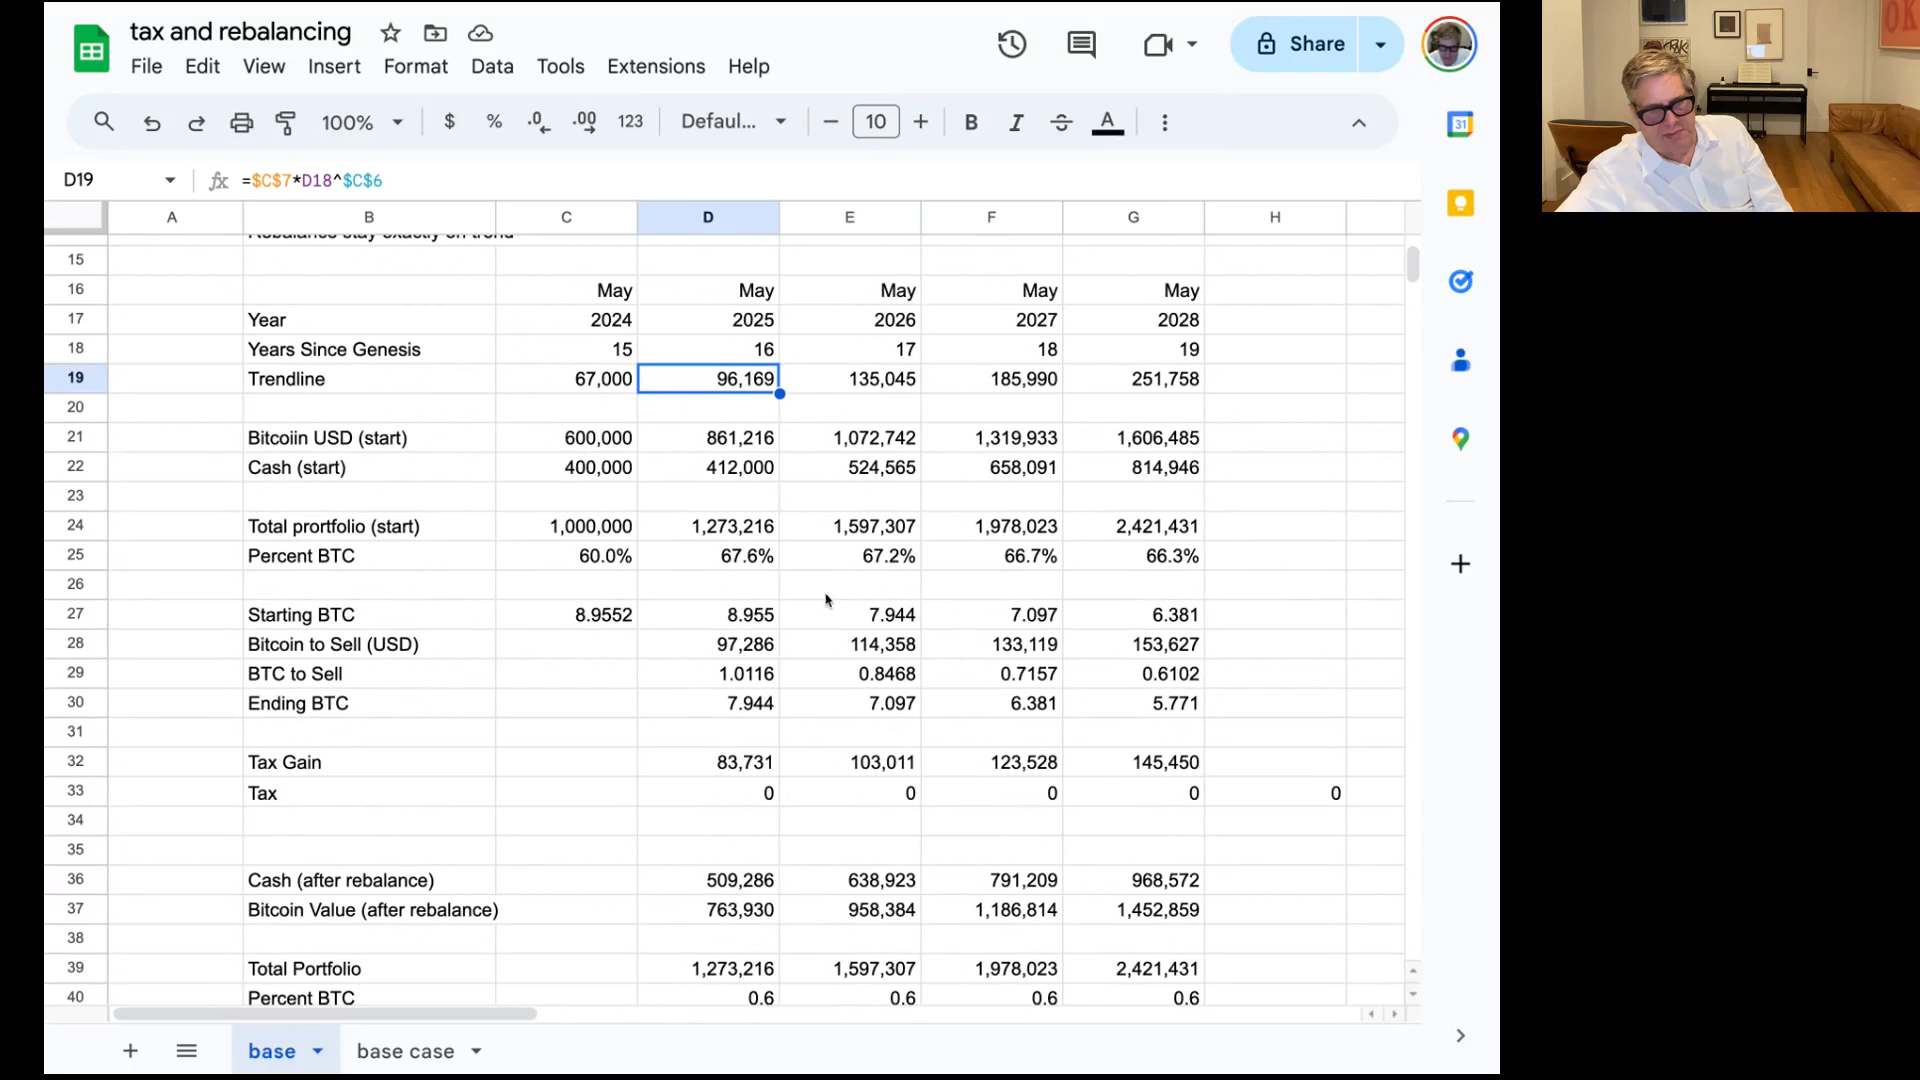 tax and rebalancing
Share
File Edit View Insert Format Data Tools Extensions Help
100% $ % .0 .00 123 Defaul... 10 B I S A
31
D19 fx =$C$7*D18^$C$6
A B C D E F G H
Rebalance stay exactly on trend
15
16 May May May May May
17 Year 2024 2025 2026 2027 2028
18 Years Since Genesis 15 16 17 18 19
19 Trendline 67,000 96,169 135,045 185,990 251,758
20
21 Bitcoiin USD (start) 600,000 861,216 1,072,742 1,319,933 1,606,485
22 Cash (start) 400,000 412,000 524,565 658,091 814,946
23
24 Total prortfolio (start) 1,000,000 1,273,216 1,597,307 1,978,023 2,421,431
25 Percent BTC 60.0% 67.6% 67.2% 66.7% 66.3%
26
27 Starting BTC 8.9552 8.955 7.944 7.097 6.381
28 Bitcoin to Sell (USD) 97,286 114,358 133,119 153,627
29 BTC to Sell 1.0116 0.8468 0.7157 0.6102
30 Ending BTC 7.944 7.097 6.381 5.771
31
32 Tax Gain 83,731 103,011 123,528 145,450
33 Tax 0 0 0 0 0
34
35
36 Cash (after rebalance) 509,286 638,923 791,209 968,572
37 Bitcoin Value (after rebalance) 763,930 958,384 1,186,814 1,452,859
38
39 Total Portfolio 1,273,216 1,597,307 1,978,023 2,421,431
40 Percent BTC 0.6 0.6 0.6 0.6
base base case
OK